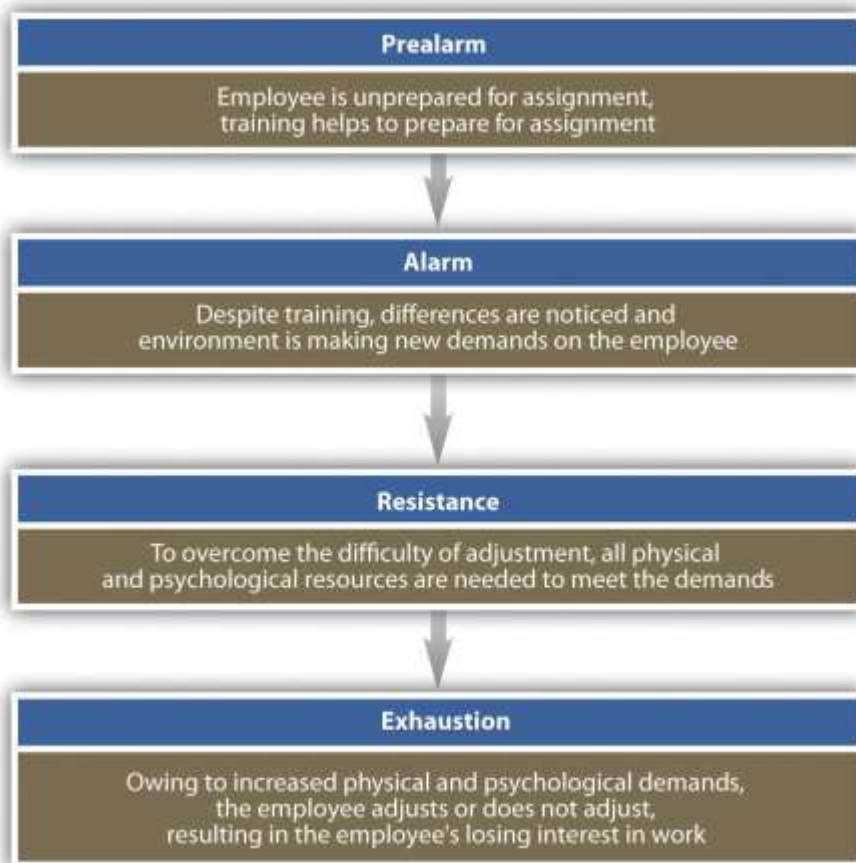 Prealarm
Employee is unprepared for assignment,
training helps to prepare for assignment
Alarm
Despite training, differences are noticed and
environment is making new demands on the employee
Resistance
To overcome the difficulty of adjustment, all physical
and psychological resources are needed to meet the demands
Exhaustion
Owing to increased physical and psychological demands,
the employee adjusts or does not adjust,
resulting in the employee's losing interest in work